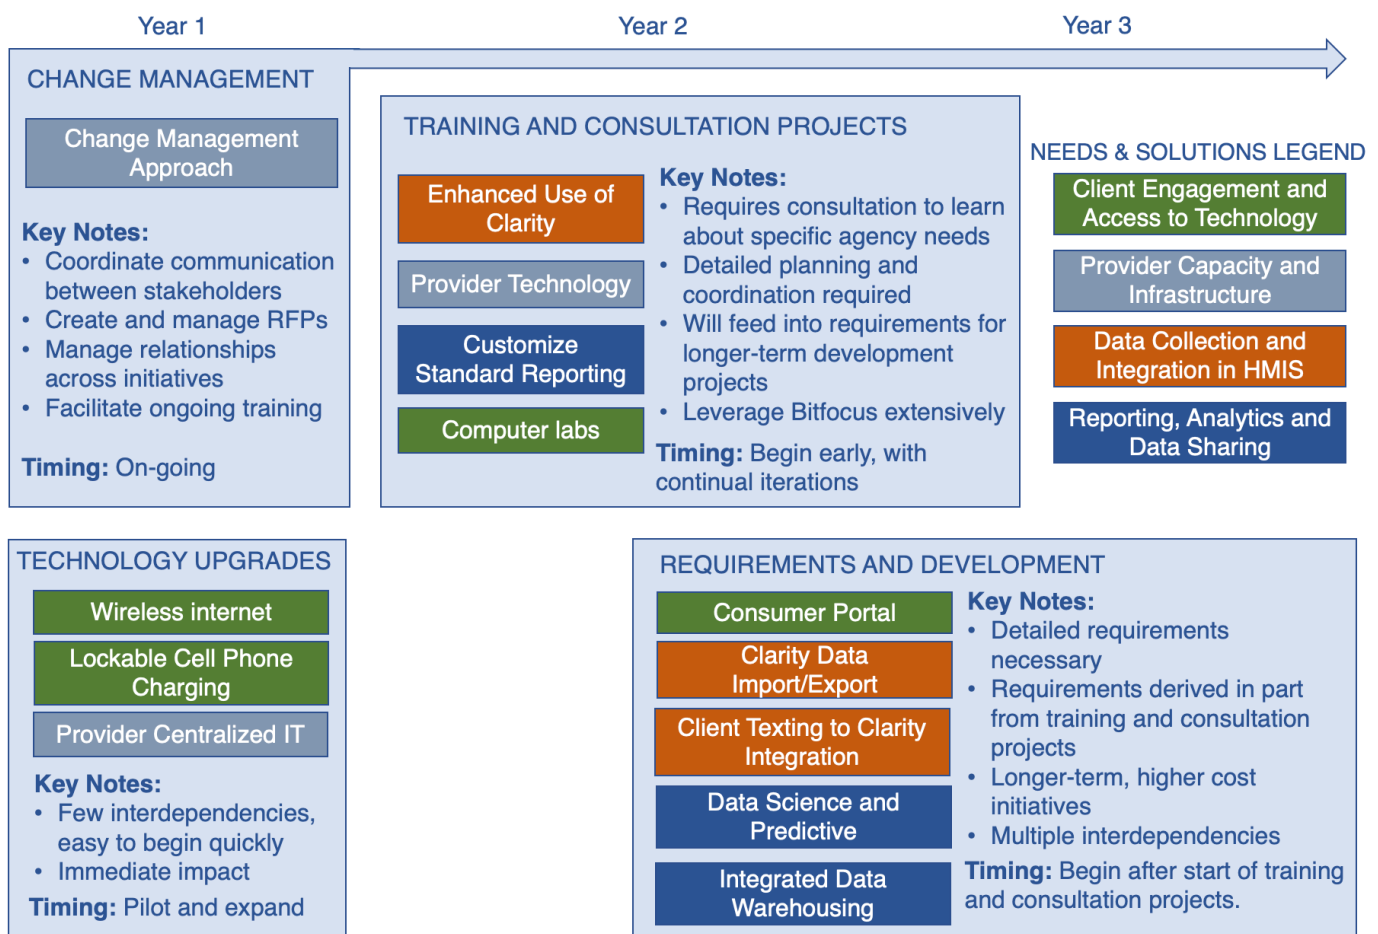 Year 1
Year 2
Year 3
CHANGE MANAGEMENT
Change Management
Approach
Key Notes:
• Coordinate communication
between stakeholders
• Create and manage RFPs
• Manage relationships
across initiatives
• Facilitate ongoing training
Timing: On-going
TRAINING AND CONSULTATION PROJECTS
Enhanced Use of
Clarity
Provider Technology
Customize
Standard Reporting
Computer labs
Key Notes:
• Requires consultation to learn
about specific agency needs
• Detailed planning and
coordination required
• Will feed into requirements for
longer-term development
projects
• Leverage Bitfocus extensively
Timing: Begin early, with
continual iterations
NEEDS & SOLUTIONS LEGEND
Client Engagement and
Access to Technology
Provider Capacity and
Infrastructure
Data Collection and
Integration in HMIS
Reporting, Analytics and
Data Sharing
TECHNOLOGY UPGRADES
Wireless internet
Lockable Cell Phone
Charging
Provider Centralized IT
Key Notes:
• Few interdependencies,
easy to begin quickly
• Immediate impact
Timing: Pilot and expand
REQUIREMENTS AND DEVELOPMENT
Consumer Portal
Clarity Data
Import/Export
Client Texting to Clarity
Integration
Data Science and
Predictive
Integrated Data
Warehousing
Key Notes:
• Detailed requirements
necessary
• Requirements derived in part
from training and consultation
projects
• Longer-term, higher cost
initiatives
• Multiple interdependencies
Timing: Begin after start of training
and consultation projects.